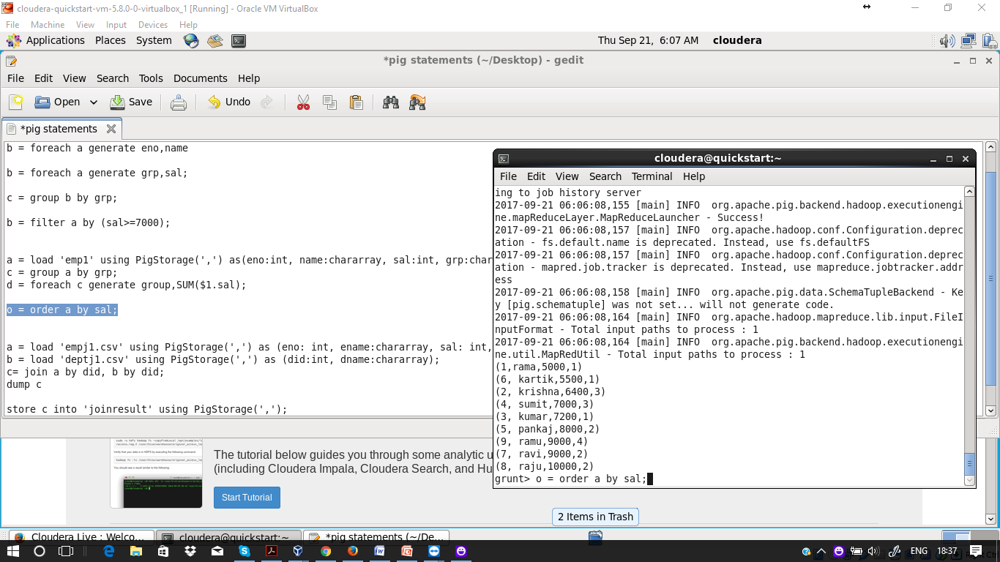 cloudera-quickstart-vm-5.8.0-0-virtualbox_1 [Running] - Oracle VM VirtualBox
File Machine View Input Devices Help
Applications Places System
Thu Sep 21, 6:07 AM cloudera
*pig statements (~/Desktop) - gedit
File Edit View Search Tools Documents Help
Open Save Undo
*pig statements
b = foreach a generate eno,name
b = foreach a generate grp,sal;
c = group b by grp;
b = filter a by (sal>=7000);
a = load 'emp1' using PigStorage(',') as(eno:int, name:chararray, sal:int, grp:char
c = group a by grp;
d = foreach c generate group,SUM($1.sal);
o = order a by sal;
a = load 'empj1.csv' using PigStorage(',') as (eno: int, ename:chararray, sal: int,
b = load 'deptj1.csv' using PigStorage(',') as (did:int, dname:chararray);
c= join a by did, b by did;
dump c
store c into 'joinresult' using PigStorage(',');
cloudera@quickstart:~
File Edit View Search Terminal Help
ing to job history server
2017-09-21 06:06:08,155 [main] INFO  org.apache.pig.backend.hadoop.executionengi
ne.mapReduceLayer.MapReduceLauncher - Success!
2017-09-21 06:06:08,157 [main] INFO  org.apache.hadoop.conf.Configuration.deprec
ation - fs.default.name is deprecated. Instead, use fs.defaultFS
2017-09-21 06:06:08,157 [main] INFO  org.apache.hadoop.conf.Configuration.deprec
ation - mapred.job.tracker is deprecated. Instead, use mapreduce.jobtracker.addr
ess
2017-09-21 06:06:08,158 [main] INFO  org.apache.pig.data.SchemaTupleBackend - Ke
y [pig.schematuple] was not set... will not generate code.
2017-09-21 06:06:08,164 [main] INFO  org.apache.hadoop.mapreduce.lib.input.FileI
nputFormat - Total input paths to process : 1
2017-09-21 06:06:08,164 [main] INFO  org.apache.pig.backend.hadoop.executionengi
ne.util.MapRedUtil - Total input paths to process : 1
(1,rama,5000,1)
(6, kartik,5500,1)
(2, krishna,6400,3)
(4, sumit,7000,3)
(3, kumar,7200,1)
(5, pankaj,8000,2)
(9, ramu,9000,4)
(7, ravi,9000,2)
(8, raju,10000,2)
grunt> o = order a by sal;
The tutorial below guides you through some analytic u
(including Cloudera Impala, Cloudera Search, and Hu
Start Tutorial
2 Items in Trash
Cloudera Live : Welco...
cloudera@quickstart:~
*pig statements (~/De...
ENG 18:37